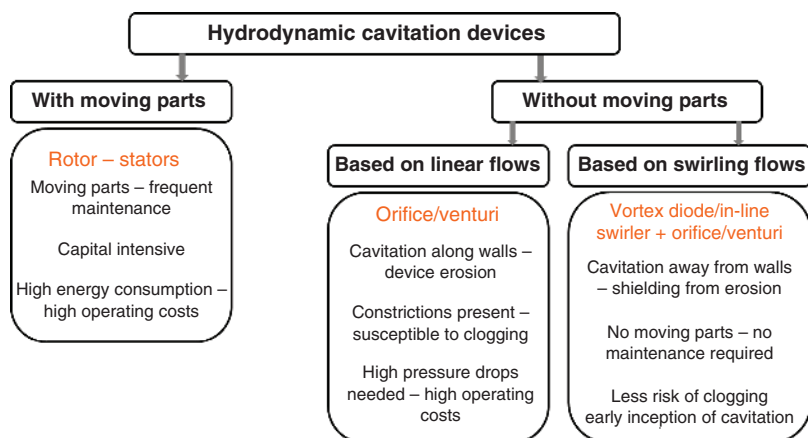 Hydrodynamic cavitation devices
With moving parts
Without moving parts
Rotor – stators
Moving parts – frequent
maintenance
Capital intensive
High energy consumption –
high operating costs
Based on linear flows
Orifice/venturi
Cavitation along walls –
device erosion
Constrictions present –
susceptible to clogging
High pressure drops
needed – high operating
costs
Based on swirling flows
Vortex diode/in-line
swirler + orifice/venturi
Cavitation away from walls
– shielding from erosion
No moving parts – no
maintenance required
Less risk of clogging
early inception of cavitation